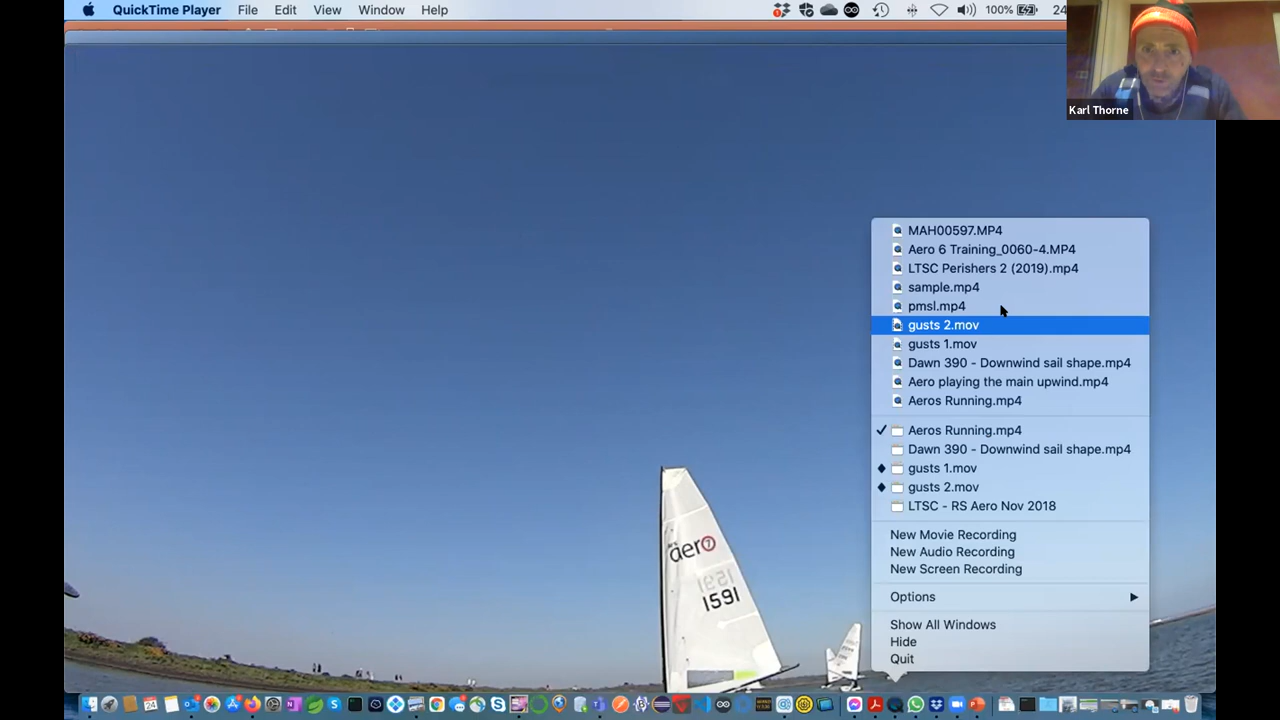 QuickTime Player File Edit View Window Help 100% 24
Karl Thorne
MAH00597.MP4
Aero 6 Training_0060-4.MP4
LTSC Perishers 2 (2019).mp4
sample.mp4
pmsl.mp4
gusts 2.mov
gusts 1.mov
Dawn 390 - Downwind sail shape.mp4
Aero playing the main upwind.mp4
Aeros Running.mp4
Aeros Running.mp4
Dawn 390 - Downwind sail shape.mp4
gusts 1.mov
gusts 2.mov
LTSC - RS Aero Nov 2018
New Movie Recording
New Audio Recording
New Screen Recording
Options
Show All Windows
Hide
Quit
aero 7
1591
1591